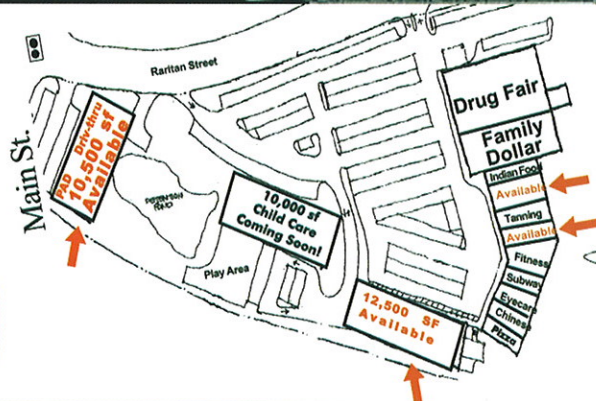 Raritan Street
Main St.
PAD Driv-thru
10,500 sf
Available
10,000 sf
Child Care
Coming Soon!
Play Area
12,500 SF
Available
Drug Fair
Family
Dollar
Indian Food
Available
Tanning
Available
Fitness
Subway
Eyecare
Chinese
Pizza